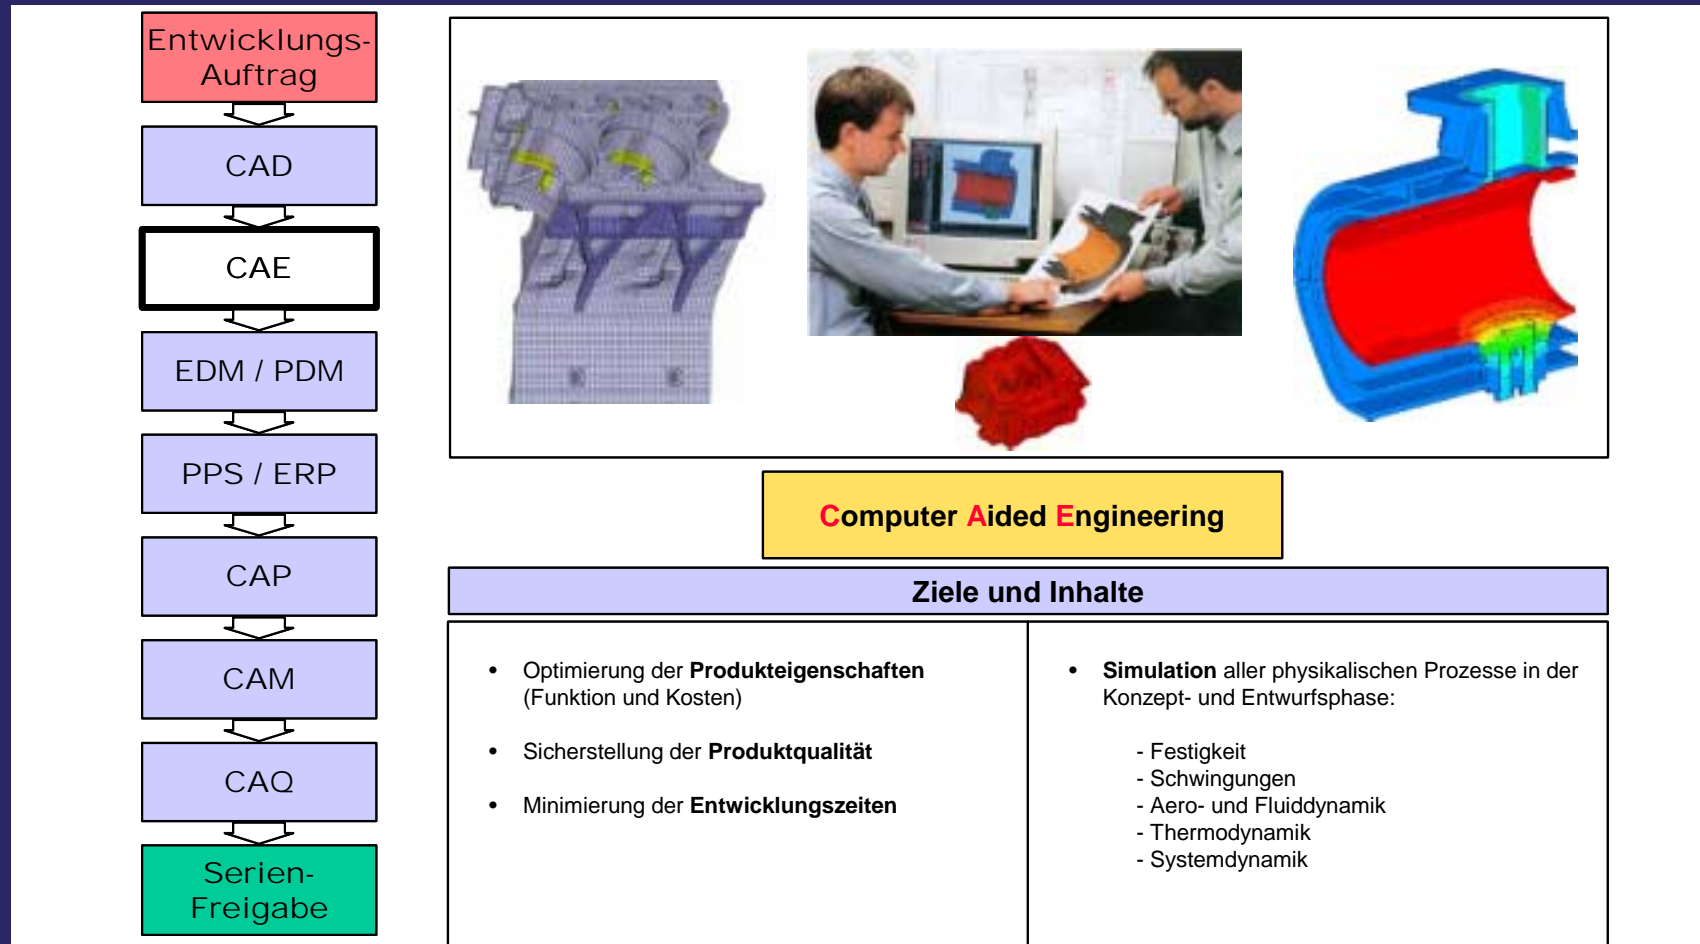 Entwicklungs-
Auftrag
CAD
CAE
EDM / PDM
PPS / ERP
CAP
CAM
CAQ
Serien-
Freigabe
Computer Aided Engineering
Ziele und Inhalte
• Optimierung der Produkteigenschaften
(Funktion und Kosten)
• Sicherstellung der Produktqualität
• Minimierung der Entwicklungszeiten
• Simulation aller physikalischen Prozesse in der
Konzept- und Entwurfsphase:
- Festigkeit
- Schwingungen
- Aero- und Fluiddynamik
- Thermodynamik
- Systemdynamik